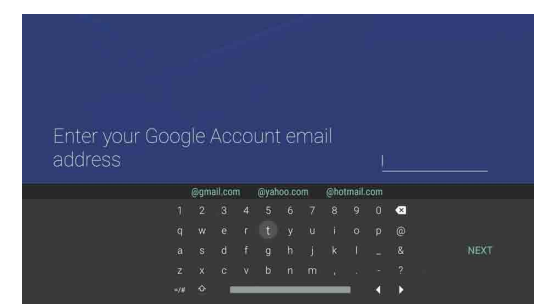 Enter your Google Account email
address
@gmail.com @yahoo.com @hotmail.com
1 2 3 4 5 6 7 8 9 0
q w e r t y u i o p @
a s d f g h j k l _ & NEXT
z x c v b n m , . - ?
=/#